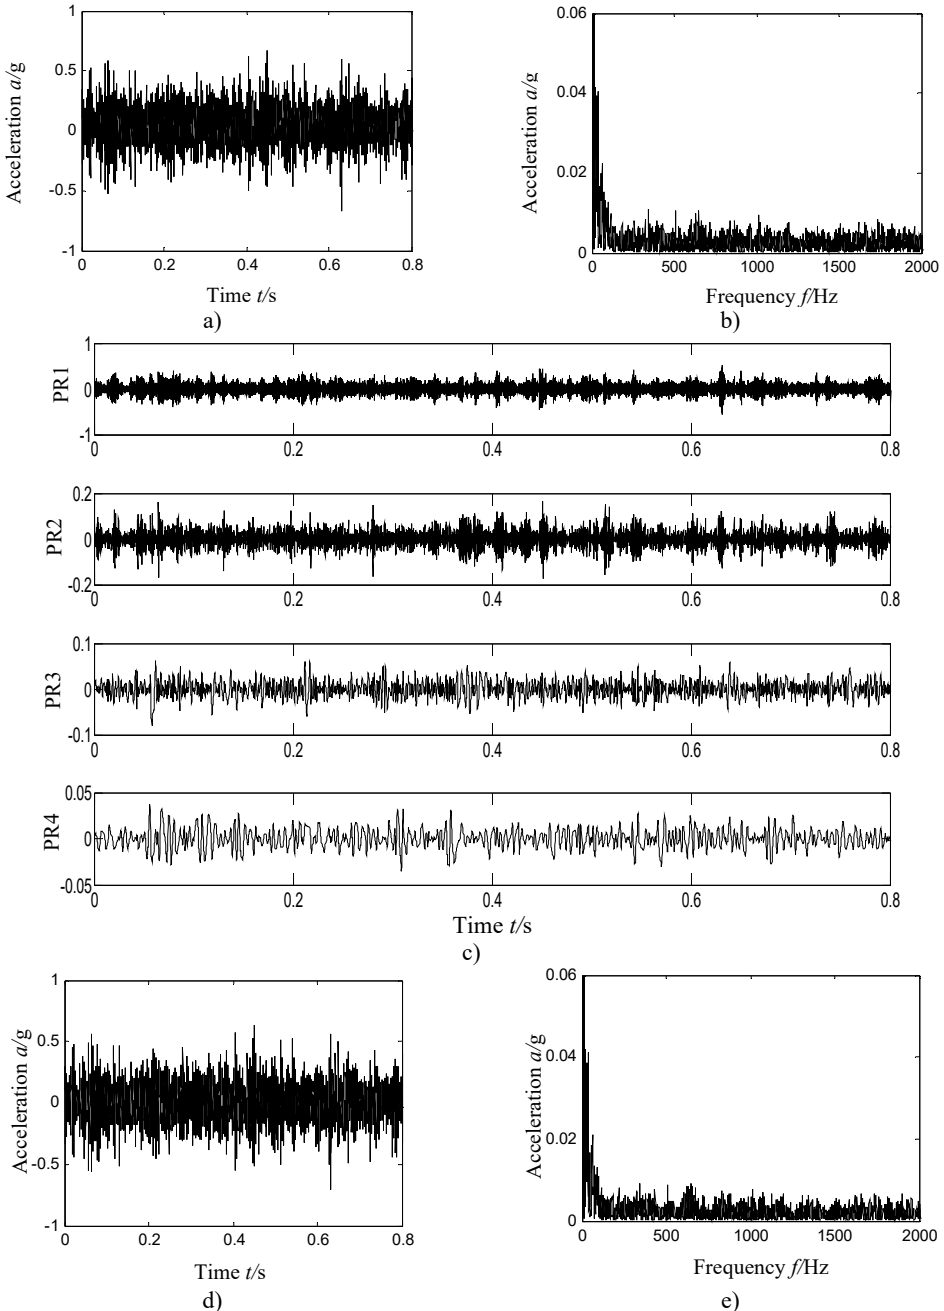 1
0.5
0
-0.5
-1
Acceleration a/g
0 0.2 0.4 0.6 0.8
Time t/s
a)
0.06
0.04
0.02
0
Acceleration a/g
0 500 1000 1500 2000
Frequency f/Hz
b)
PR1
1
0
-1
0 0.2 0.4 0.6 0.8
PR2
0.2
0
-0.2
0 0.2 0.4 0.6 0.8
PR3
0.1
0
-0.1
0 0.2 0.4 0.6 0.8
PR4
0.05
0
-0.05
0 0.2 0.4 0.6 0.8
Time t/s
c)
1
0.5
0
-0.5
-1
Acceleration a/g
0 0.2 0.4 0.6 0.8
Time t/s
d)
0.06
0.04
0.02
0
Acceleration a/g
0 500 1000 1500 2000
Frequency f/Hz
e)